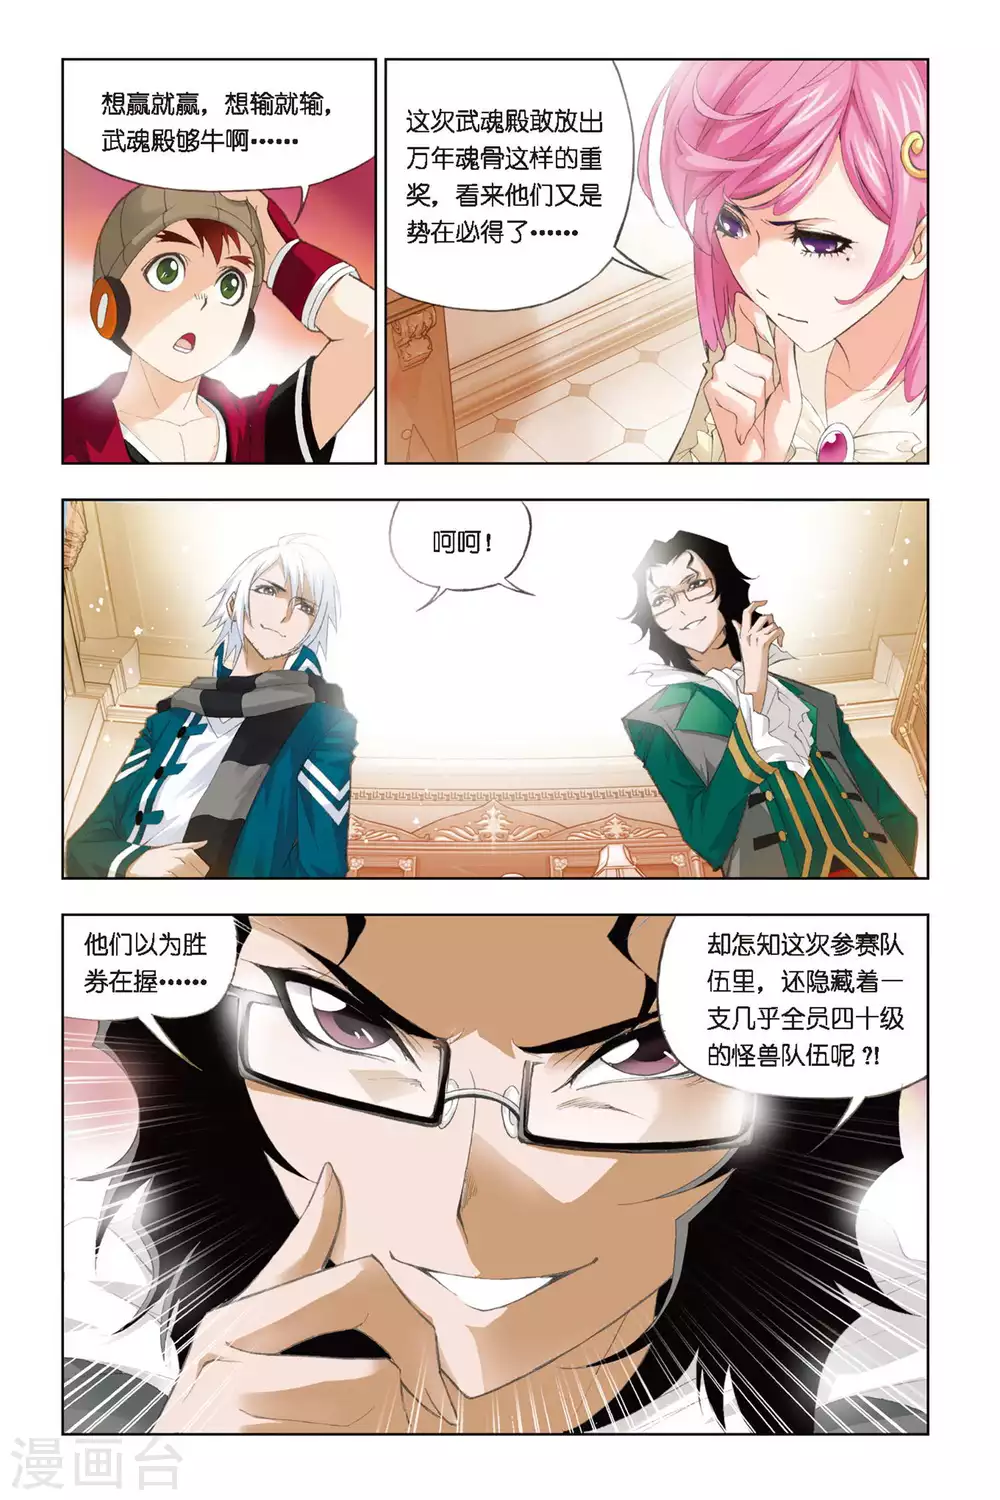 想赢就赢，想输就输，
武魂殿够牛啊……
这次武魂殿敢放出
万年魂骨这样的重
奖，看来他们又是
势在必得了……
呵呵！
他们以为胜
券在握……
却怎知这次参赛队
伍里，还隐藏着一
支几乎全员四十级
的怪兽队伍呢?!
漫画台